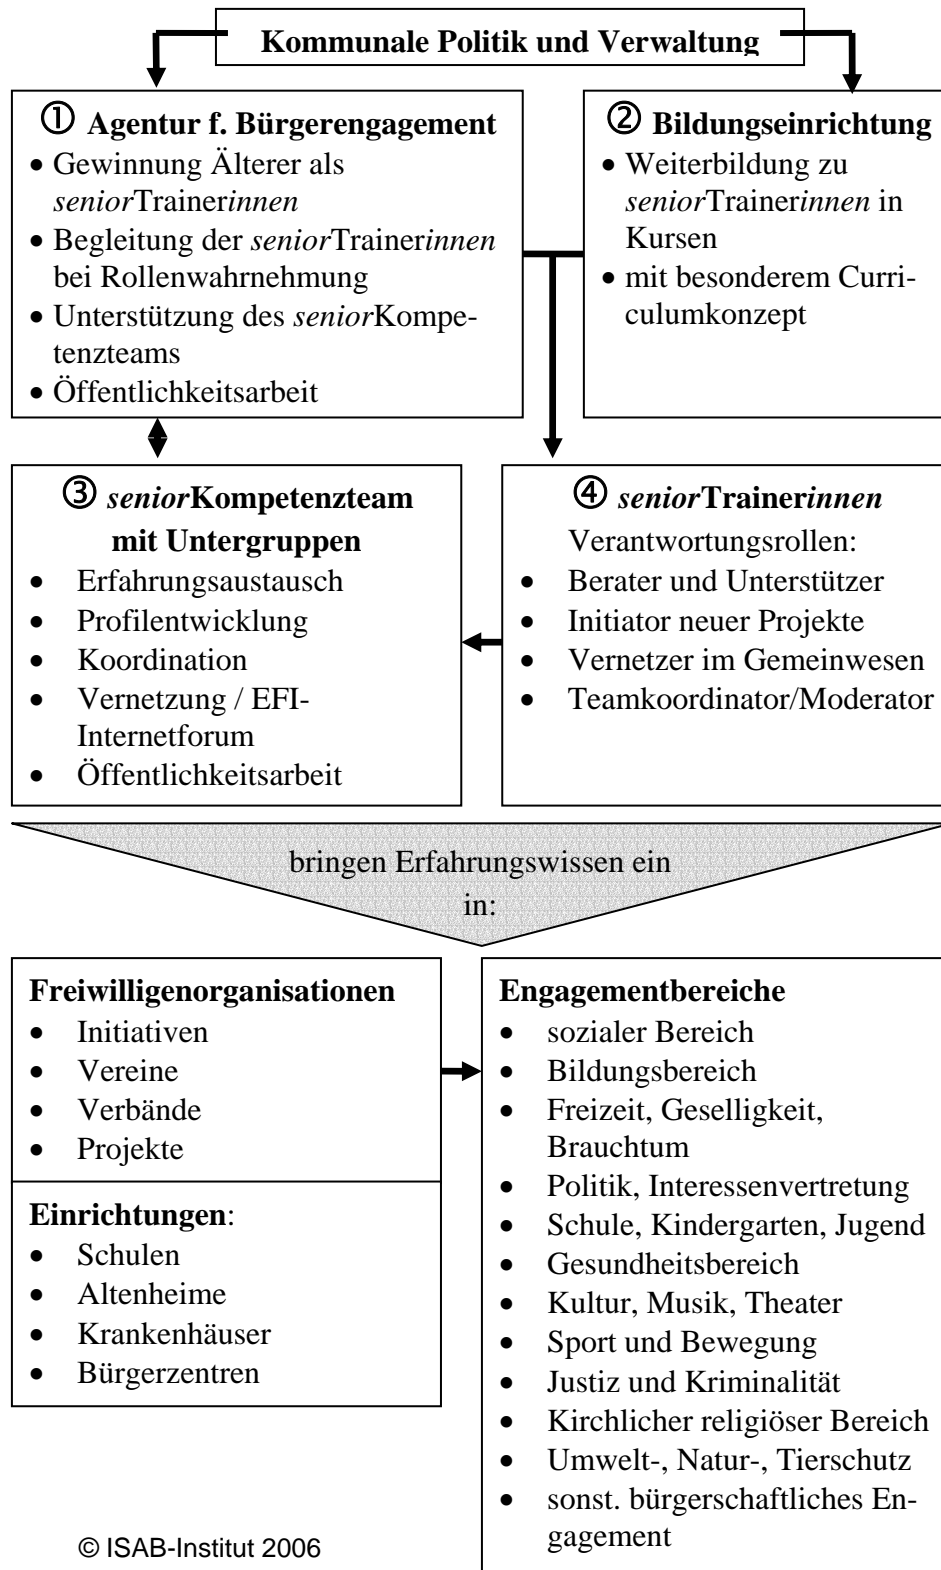 Kommunale Politik und Verwaltung
① Agentur f. Bürgerengagement
• Gewinnung Älterer als
seniorTrainerinnen
• Begleitung der seniorTrainerinnen
bei Rollenwahrnehmung
• Unterstützung des seniorKompe-
tenzteams
• Öffentlichkeitsarbeit
② Bildungseinrichtung
• Weiterbildung zu
seniorTrainerinnen in
Kursen
• mit besonderem Curri-
culumkonzept
③ seniorKompetenzteam
mit Untergruppen
• Erfahrungsaustausch
• Profilentwicklung
• Koordination
• Vernetzung / EFI-
Internetforum
• Öffentlichkeitsarbeit
④ seniorTrainerinnen
Verantwortungsrollen:
• Berater und Unterstützer
• Initiator neuer Projekte
• Vernetzer im Gemeinwesen
• Teamkoordinator/Moderator
bringen Erfahrungswissen ein
in:
Freiwilligenorganisationen
• Initiativen
• Vereine
• Verbände
• Projekte
Einrichtungen:
• Schulen
• Altenheime
• Krankenhäuser
• Bürgerzentren
Engagementbereiche
• sozialer Bereich
• Bildungsbereich
• Freizeit, Geselligkeit,
Brauchtum
• Politik, Interessenvertretung
• Schule, Kindergarten, Jugend
• Gesundheitsbereich
• Kultur, Musik, Theater
• Sport und Bewegung
• Justiz und Kriminalität
• Kirchlicher religiöser Bereich
• Umwelt-, Natur-, Tierschutz
• sonst. bürgerschaftliches En-
gagement
© ISAB-Institut 2006